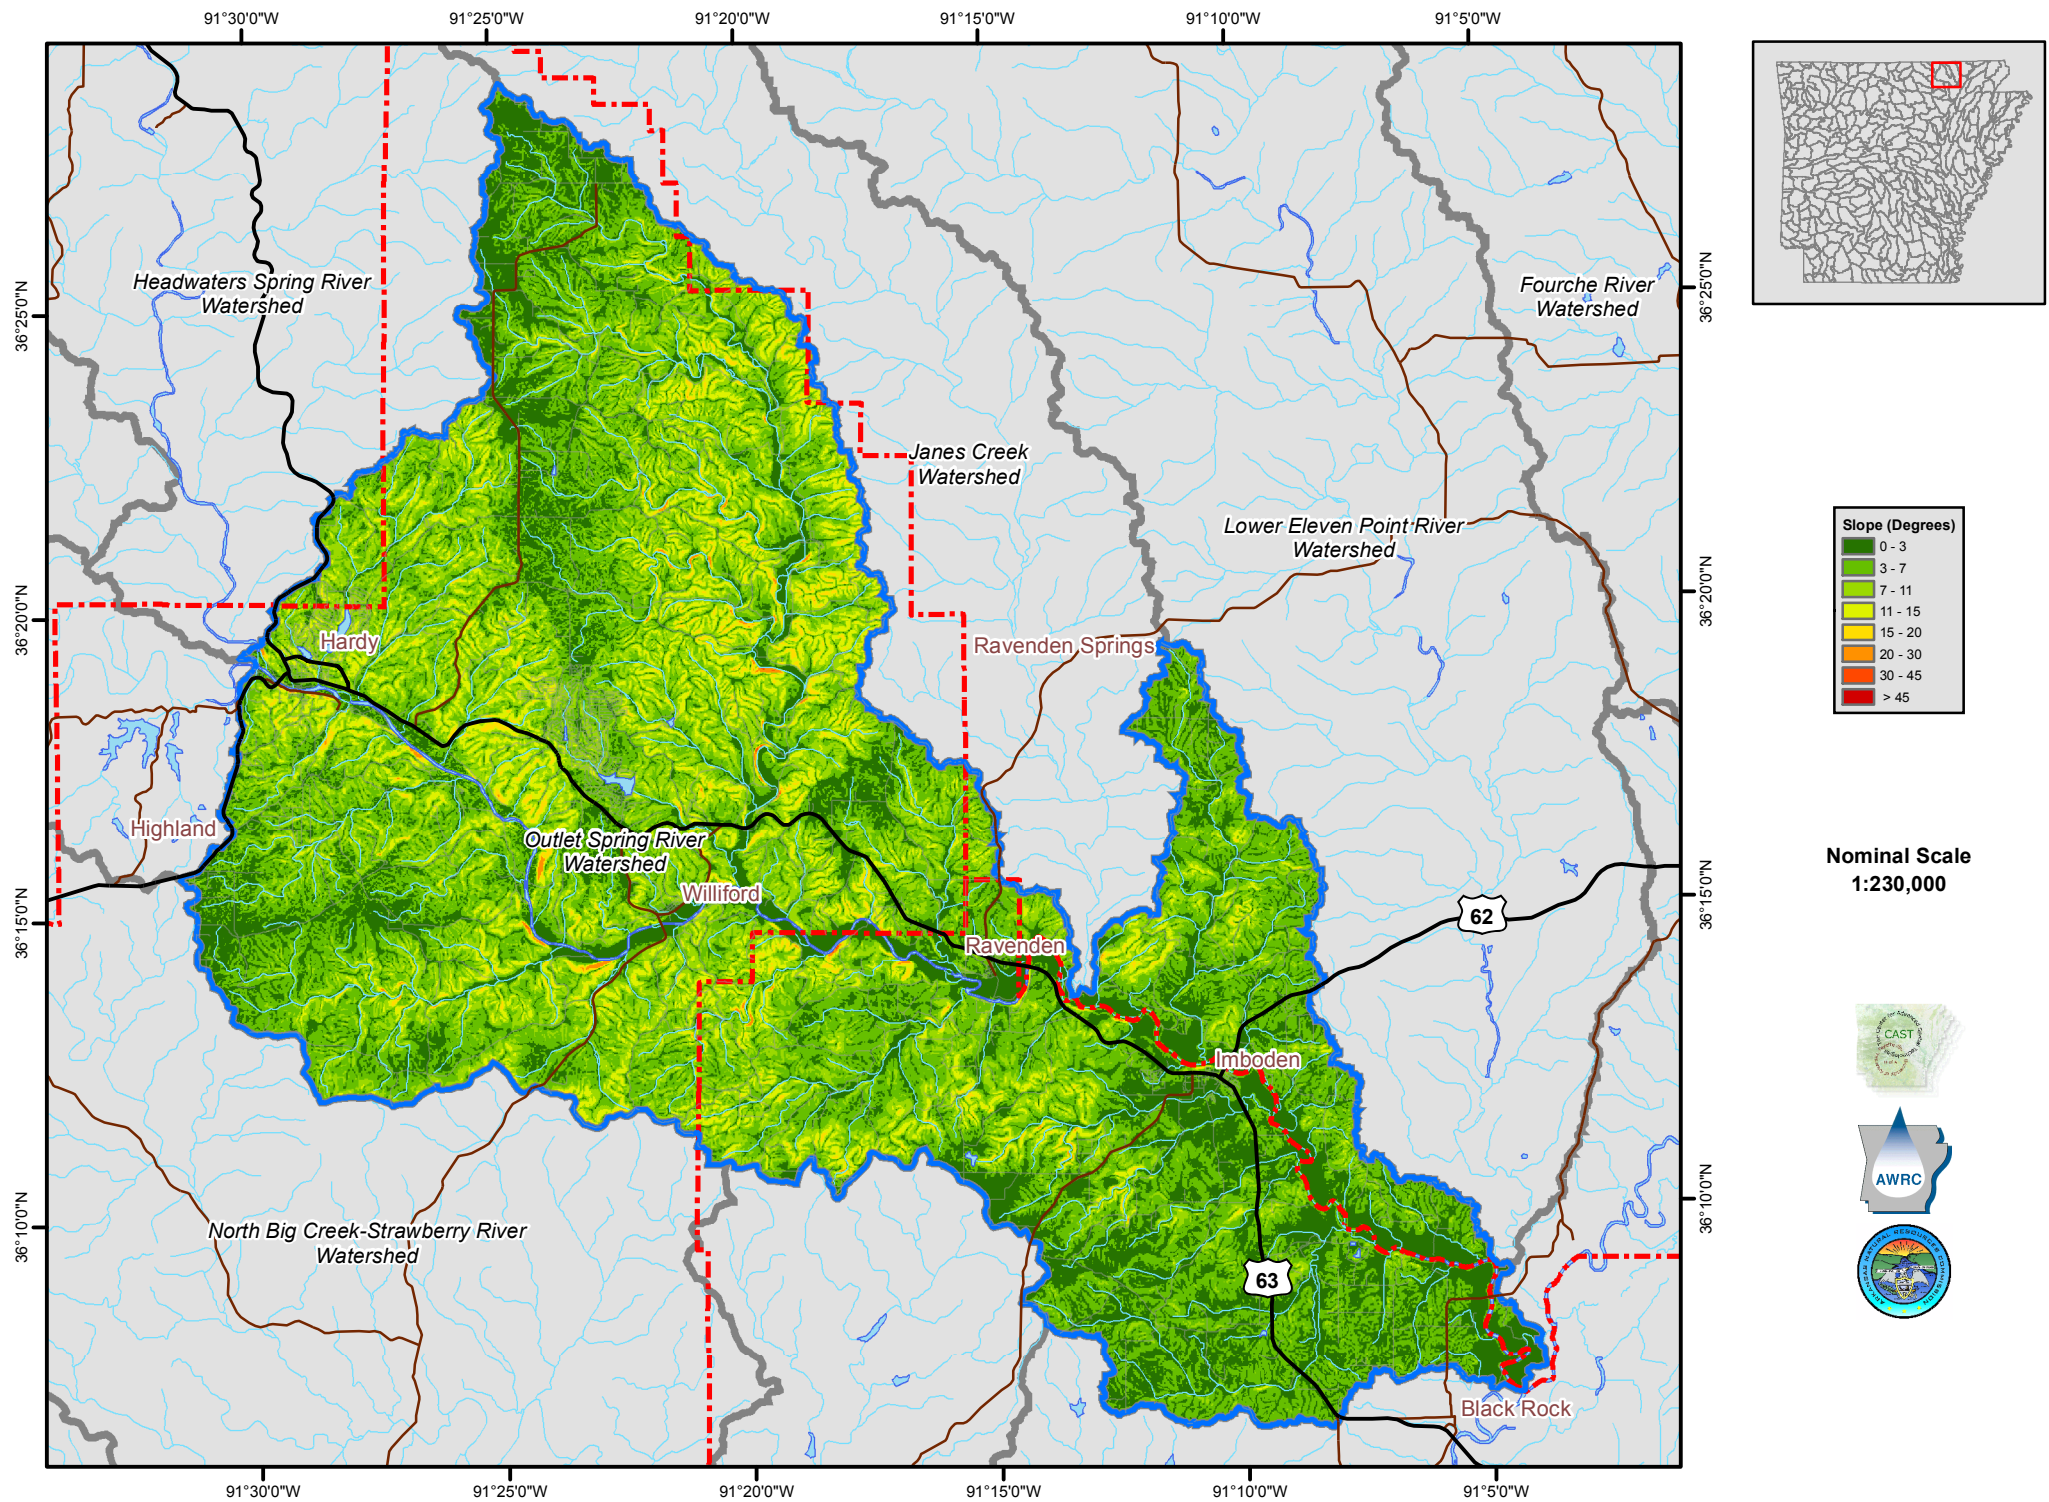 91°30'0"W
91°25'0"W
91°20'0"W
91°15'0"W
91°10'0"W
91°5'0"W
36°25'0"N
36°20'0"N
36°15'0"N
36°10'0"N
Headwaters Spring River
Watershed
Fourche River
Watershed
Janes Creek
Watershed
Lower Eleven Point River
Watershed
Hardy
Ravenden Springs
Highland
Outlet Spring River
Watershed
Williford
62
Ravenden
Imboden
North Big Creek-Strawberry River
Watershed
63
Black Rock
36°25'0"N
36°20'0"N
36°15'0"N
36°10'0"N
91°30'0"W
91°25'0"W
91°20'0"W
91°15'0"W
91°10'0"W
91°5'0"W
Slope (Degrees)
0 - 3
3 - 7
7 - 11
11 - 15
15 - 20
20 - 30
30 - 45
> 45
Nominal Scale
1:230,000
CAST
AWRC
ARKANSAS NATURAL RESOURCES COMMISSION